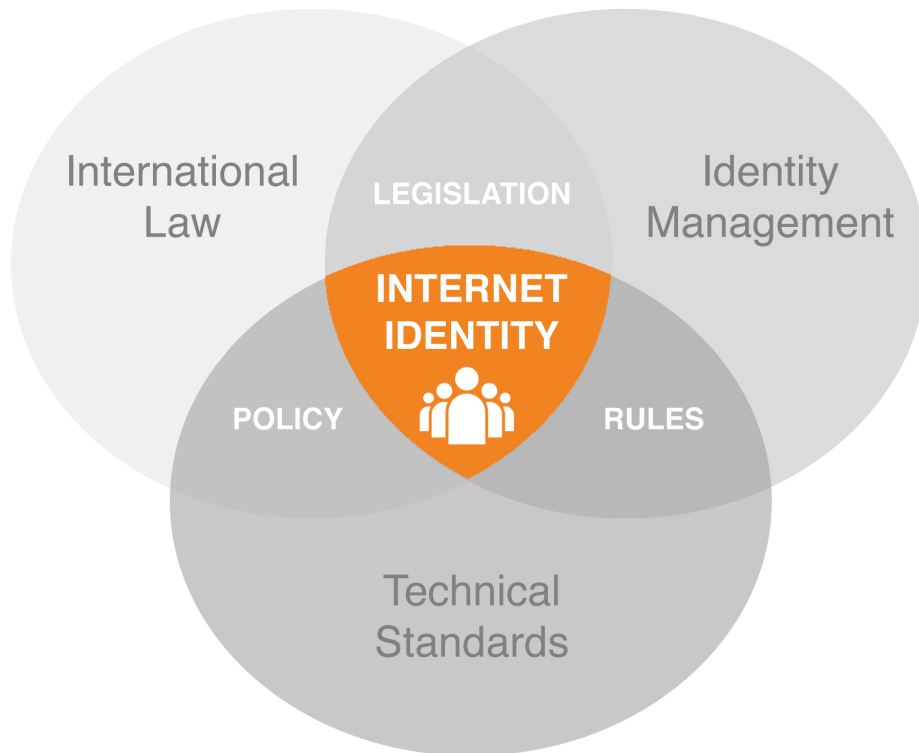 International
Law
Identity
Management
LEGISLATION
INTERNET
IDENTITY
POLICY
RULES
Technical
Standards